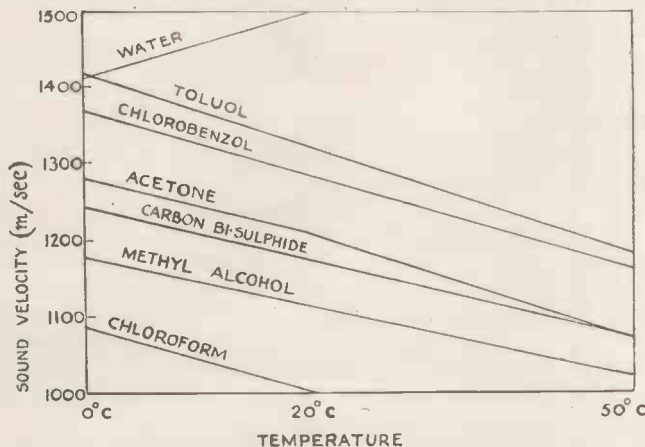 1500
WATER
1400
TOLUOL
CHLOROBENZOL
1300
ACETONE
CARBON BI-SULPHIDE
1200
METHYL ALCOHOL
1100
CHLOROFORM
1000
SOUND VELOCITY (m/sec)
0°C
20°C
50°C
TEMPERATURE